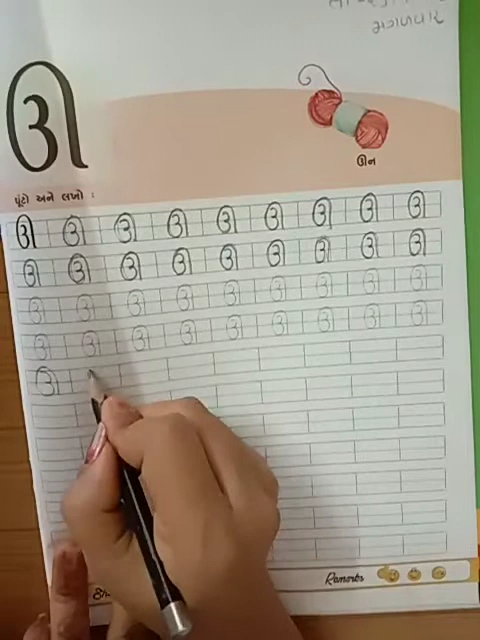 મંગળવાર
ઊ
ઊન
ઘૂંટો અને લખો :
ઊ ઊ ઊ ઊ ઊ ઊ ઊ ઊ ઊ
ઊ ઊ ઊ ઊ ઊ ઊ ઊ ઊ ઊ
ઊ ઊ ઊ ઊ ઊ ઊ ઊ ઊ ઊ
ઊ ઊ ઊ ઊ ઊ ઊ ઊ ઊ ઊ
ઊ
Remarks